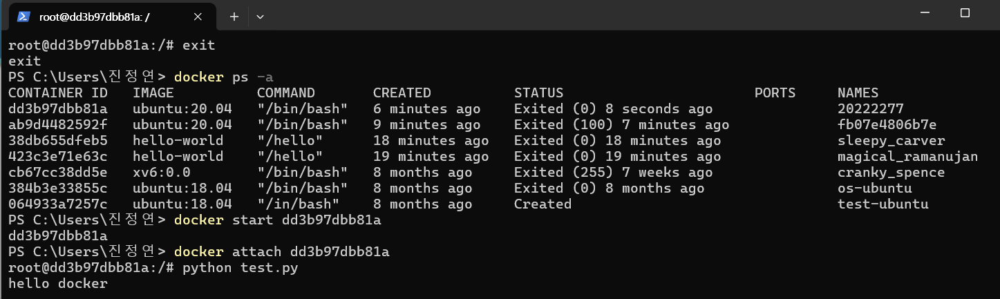 root@dd3b97dbb81a: /
root@dd3b97dbb81a:/# exit
exit
PS C:\Users\진정연> docker ps -a
CONTAINER ID   IMAGE          COMMAND       CREATED          STATUS                       PORTS     NAMES
dd3b97dbb81a   ubuntu:20.04   "/bin/bash"   6 minutes ago    Exited (0) 8 seconds ago               20222277
ab9d4482592f   ubuntu:20.04   "/bin/bash"   9 minutes ago    Exited (100) 7 minutes ago             fb07e4806b7e
38db655dfeb5   hello-world    "/hello"      18 minutes ago   Exited (0) 18 minutes ago              sleepy_carver
423c3e71e63c   hello-world    "/hello"      19 minutes ago   Exited (0) 19 minutes ago              magical_ramanujan
cb67cc38dd5e   xv6:0.0        "/bin/bash"   8 months ago     Exited (255) 7 weeks ago               cranky_spence
384b3e33855c   ubuntu:18.04   "/bin/bash"   8 months ago     Exited (0) 8 months ago                os-ubuntu
064933a7257c   ubuntu:18.04   "/in/bash"    8 months ago     Created                                test-ubuntu
PS C:\Users\진정연> docker start dd3b97dbb81a
dd3b97dbb81a
PS C:\Users\진정연> docker attach dd3b97dbb81a
root@dd3b97dbb81a:/# python test.py
hello docker